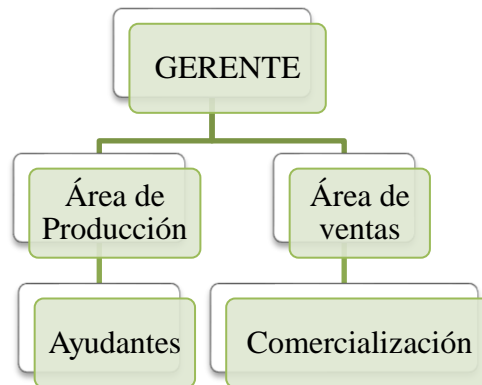 GERENTE
Área de
Producción
Área de
ventas
Ayudantes
Comercialización